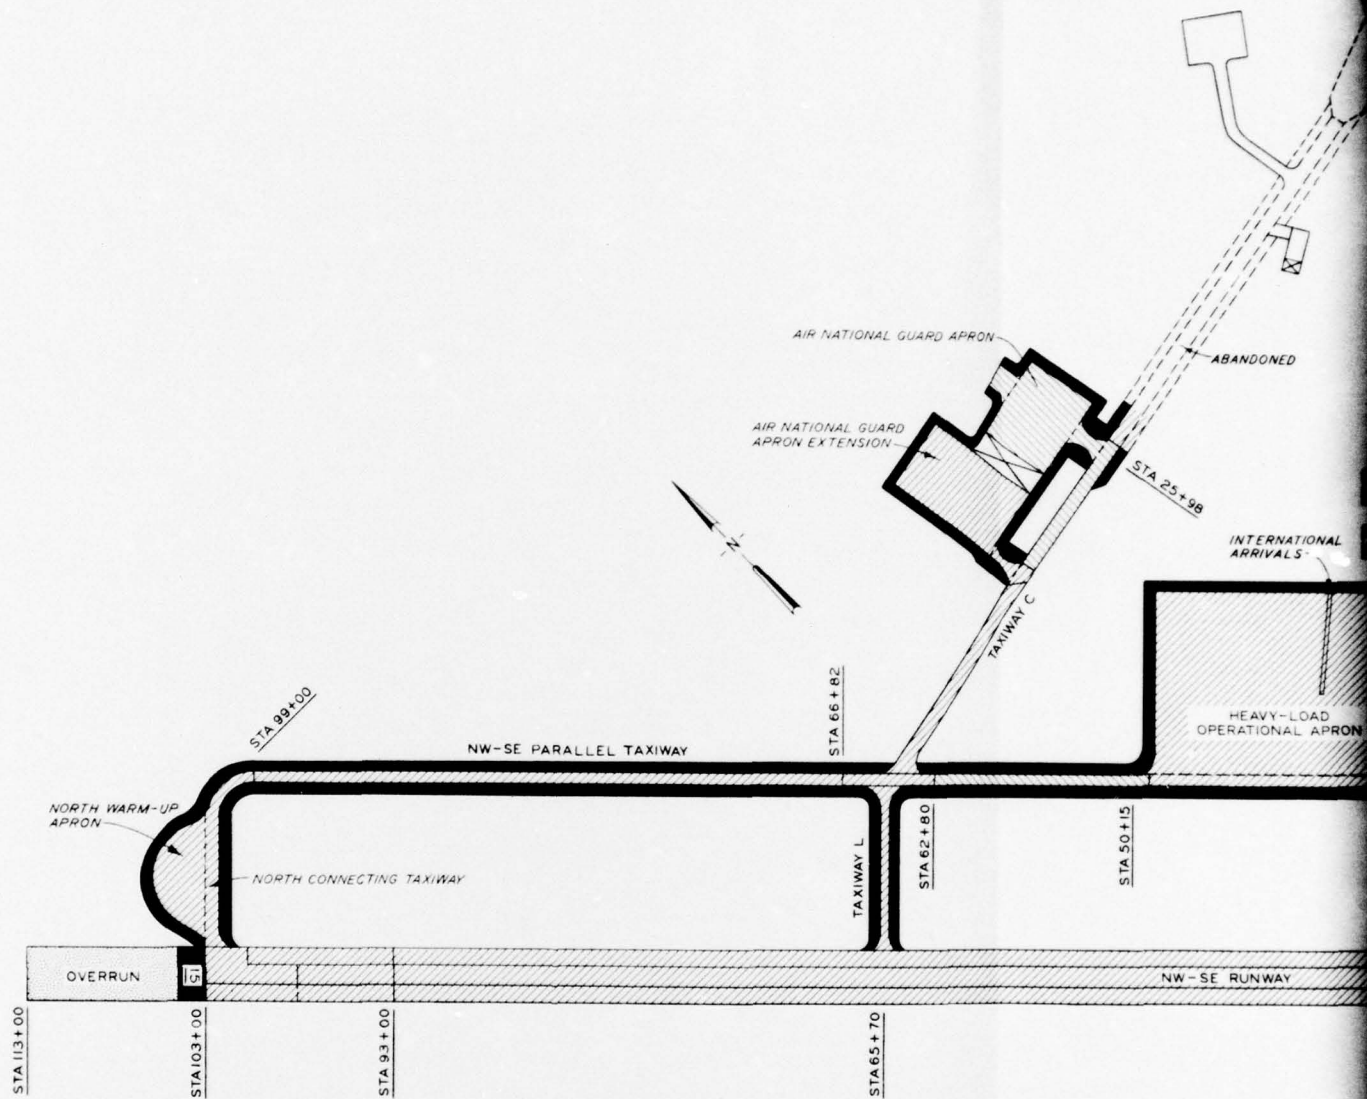 AIR NATIONAL GUARD APRON
ABANDONED
AIR NATIONAL GUARD
APRON EXTENSION
STA 25+98
N
INTERNATIONAL
ARRIVALS
TAXIWAY C
STA 66+82
STA 99+00
HEAVY-LOAD
OPERATIONAL APRON
NW-SE PARALLEL TAXIWAY
NORTH WARM-UP
APRON
STA 62+80
STA 50+15
TAXIWAY L
NORTH CONNECTING TAXIWAY
OVERRUN
15
NW-SE RUNWAY
STA 113+00
STA 103+00
STA 93+00
STA 65+70